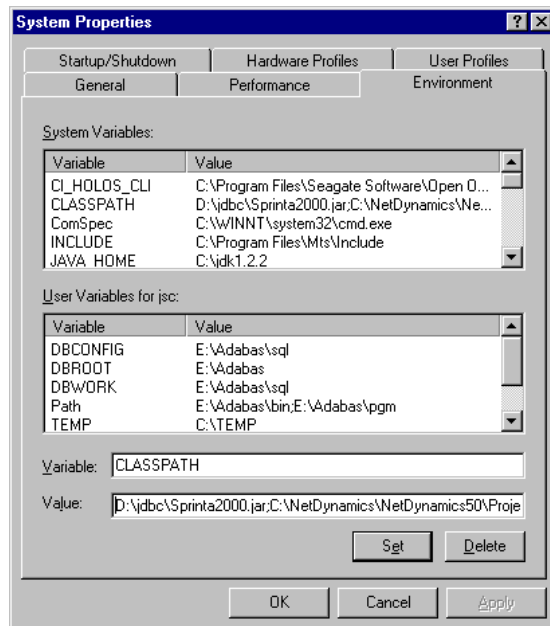 System Properties
Startup/Shutdown Hardware Profiles User Profiles
General Performance Environment
System Variables:
Variable Value
CI_HOLOS_CLI C:\Program Files\Seagate Software\Open O...
CLASSPATH D:\jdbc\Sprinta2000.jar;C:\NetDynamics\Ne...
ComSpec C:\WINNT\system32\cmd.exe
INCLUDE C:\Program Files\Mts\Include
JAVA_HOME C:\jdk1.2.2
User Variables for jsc:
Variable Value
DBCONFIG E:\Adabas\sql
DBROOT E:\Adabas
DBWORK E:\Adabas\sql
Path E:\Adabas\bin;E:\Adabas\pgm
TEMP C:\TEMP
Variable: CLASSPATH
Value: D:\jdbc\Sprinta2000.jar;C:\NetDynamics\NetDynamics50\Proje
Set Delete
OK Cancel Apply